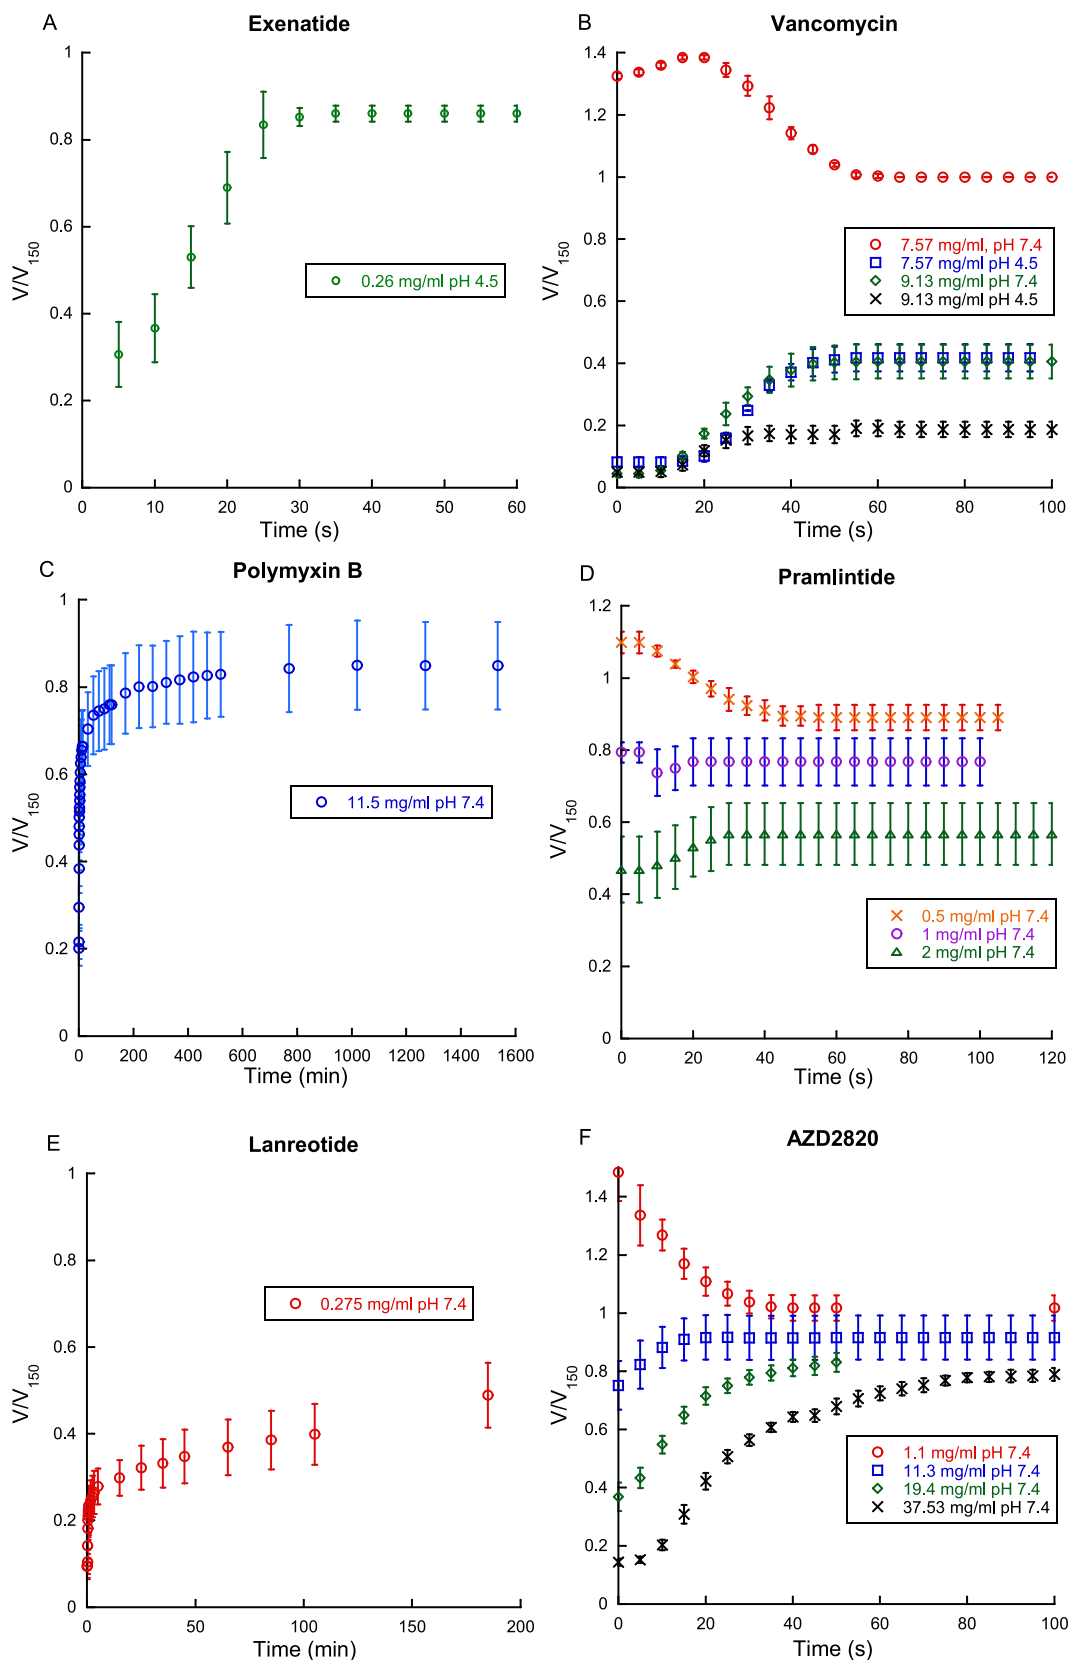 A
Exenatide
1
0.8
0.6
0.4
0.2
0
V/V150
0.26 mg/ml pH 4.5
0 10 20 30 40 50 60
Time (s)
B
Vancomycin
1.4
1.2
1
0.8
0.6
0.4
0.2
0
V/V150
7.57 mg/ml, pH 7.4
7.57 mg/ml pH 4.5
9.13 mg/ml pH 7.4
9.13 mg/ml pH 4.5
0 20 40 60 80 100
Time (s)
C
Polymyxin B
1
0.8
0.6
0.4
0.2
0
V/V150
11.5 mg/ml pH 7.4
0 200 400 600 800 1000 1200 1400 1600
Time (min)
D
Pramlintide
1.2
1
0.8
0.6
0.4
0.2
0
V/V150
0.5 mg/ml pH 7.4
1 mg/ml pH 7.4
2 mg/ml pH 7.4
0 20 40 60 80 100 120
Time (s)
E
Lanreotide
1
0.8
0.6
0.4
0.2
0
V/V150
0.275 mg/ml pH 7.4
0 50 100 150 200
Time (min)
F
AZD2820
1.4
1.2
1
0.8
0.6
0.4
0.2
0
V/V150
1.1 mg/ml pH 7.4
11.3 mg/ml pH 7.4
19.4 mg/ml pH 7.4
37.53 mg/ml pH 7.4
0 20 40 60 80 100
Time (s)